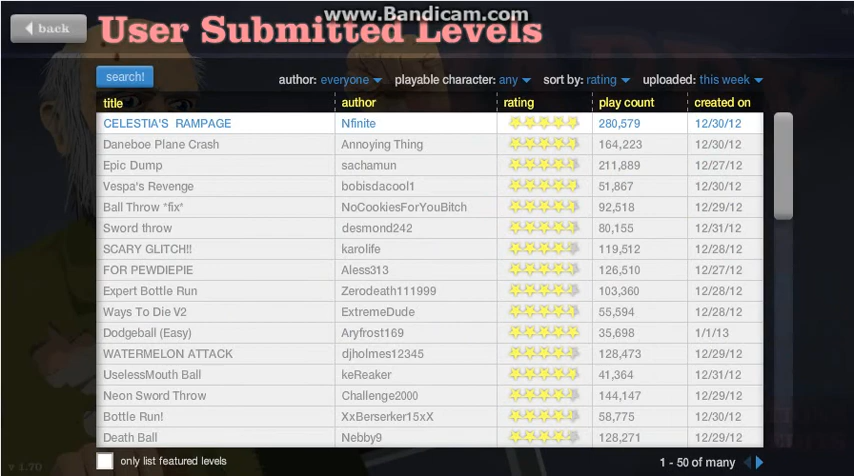 www.Bandicam.com
back
User Submitted Levels
search!
author: everyone playable character: any sort by: rating uploaded: this week
title author rating play count created on
CELESTIA'S RAMPAGE Nfinite 280,579 12/30/12
Daneboe Plane Crash Annoying Thing 164,223 12/30/12
Epic Dump sachamun 211,889 12/27/12
Vespa's Revenge bobisdacool1 51,867 12/30/12
Ball Throw *fix* NoCookiesForYouBitch 92,518 12/29/12
Sword throw desmond242 80,155 12/31/12
SCARY GLITCH!! karolife 119,512 12/28/12
FOR PEWDIEPIE Aless313 126,510 12/27/12
Expert Bottle Run Zerodeath111999 103,360 12/28/12
Ways To Die V2 ExtremeDude 55,594 12/28/12
Dodgeball (Easy) Aryfrost169 35,698 1/1/13
WATERMELON ATTACK djholmes12345 128,473 12/29/12
UselessMouth Ball keReaker 41,364 12/31/12
Neon Sword Throw Challenge2000 144,147 12/29/12
Bottle Run! XxBerserker15xX 58,775 12/30/12
Death Ball Nebby9 128,271 12/29/12
only list featured levels 1 - 50 of many
v 1.70